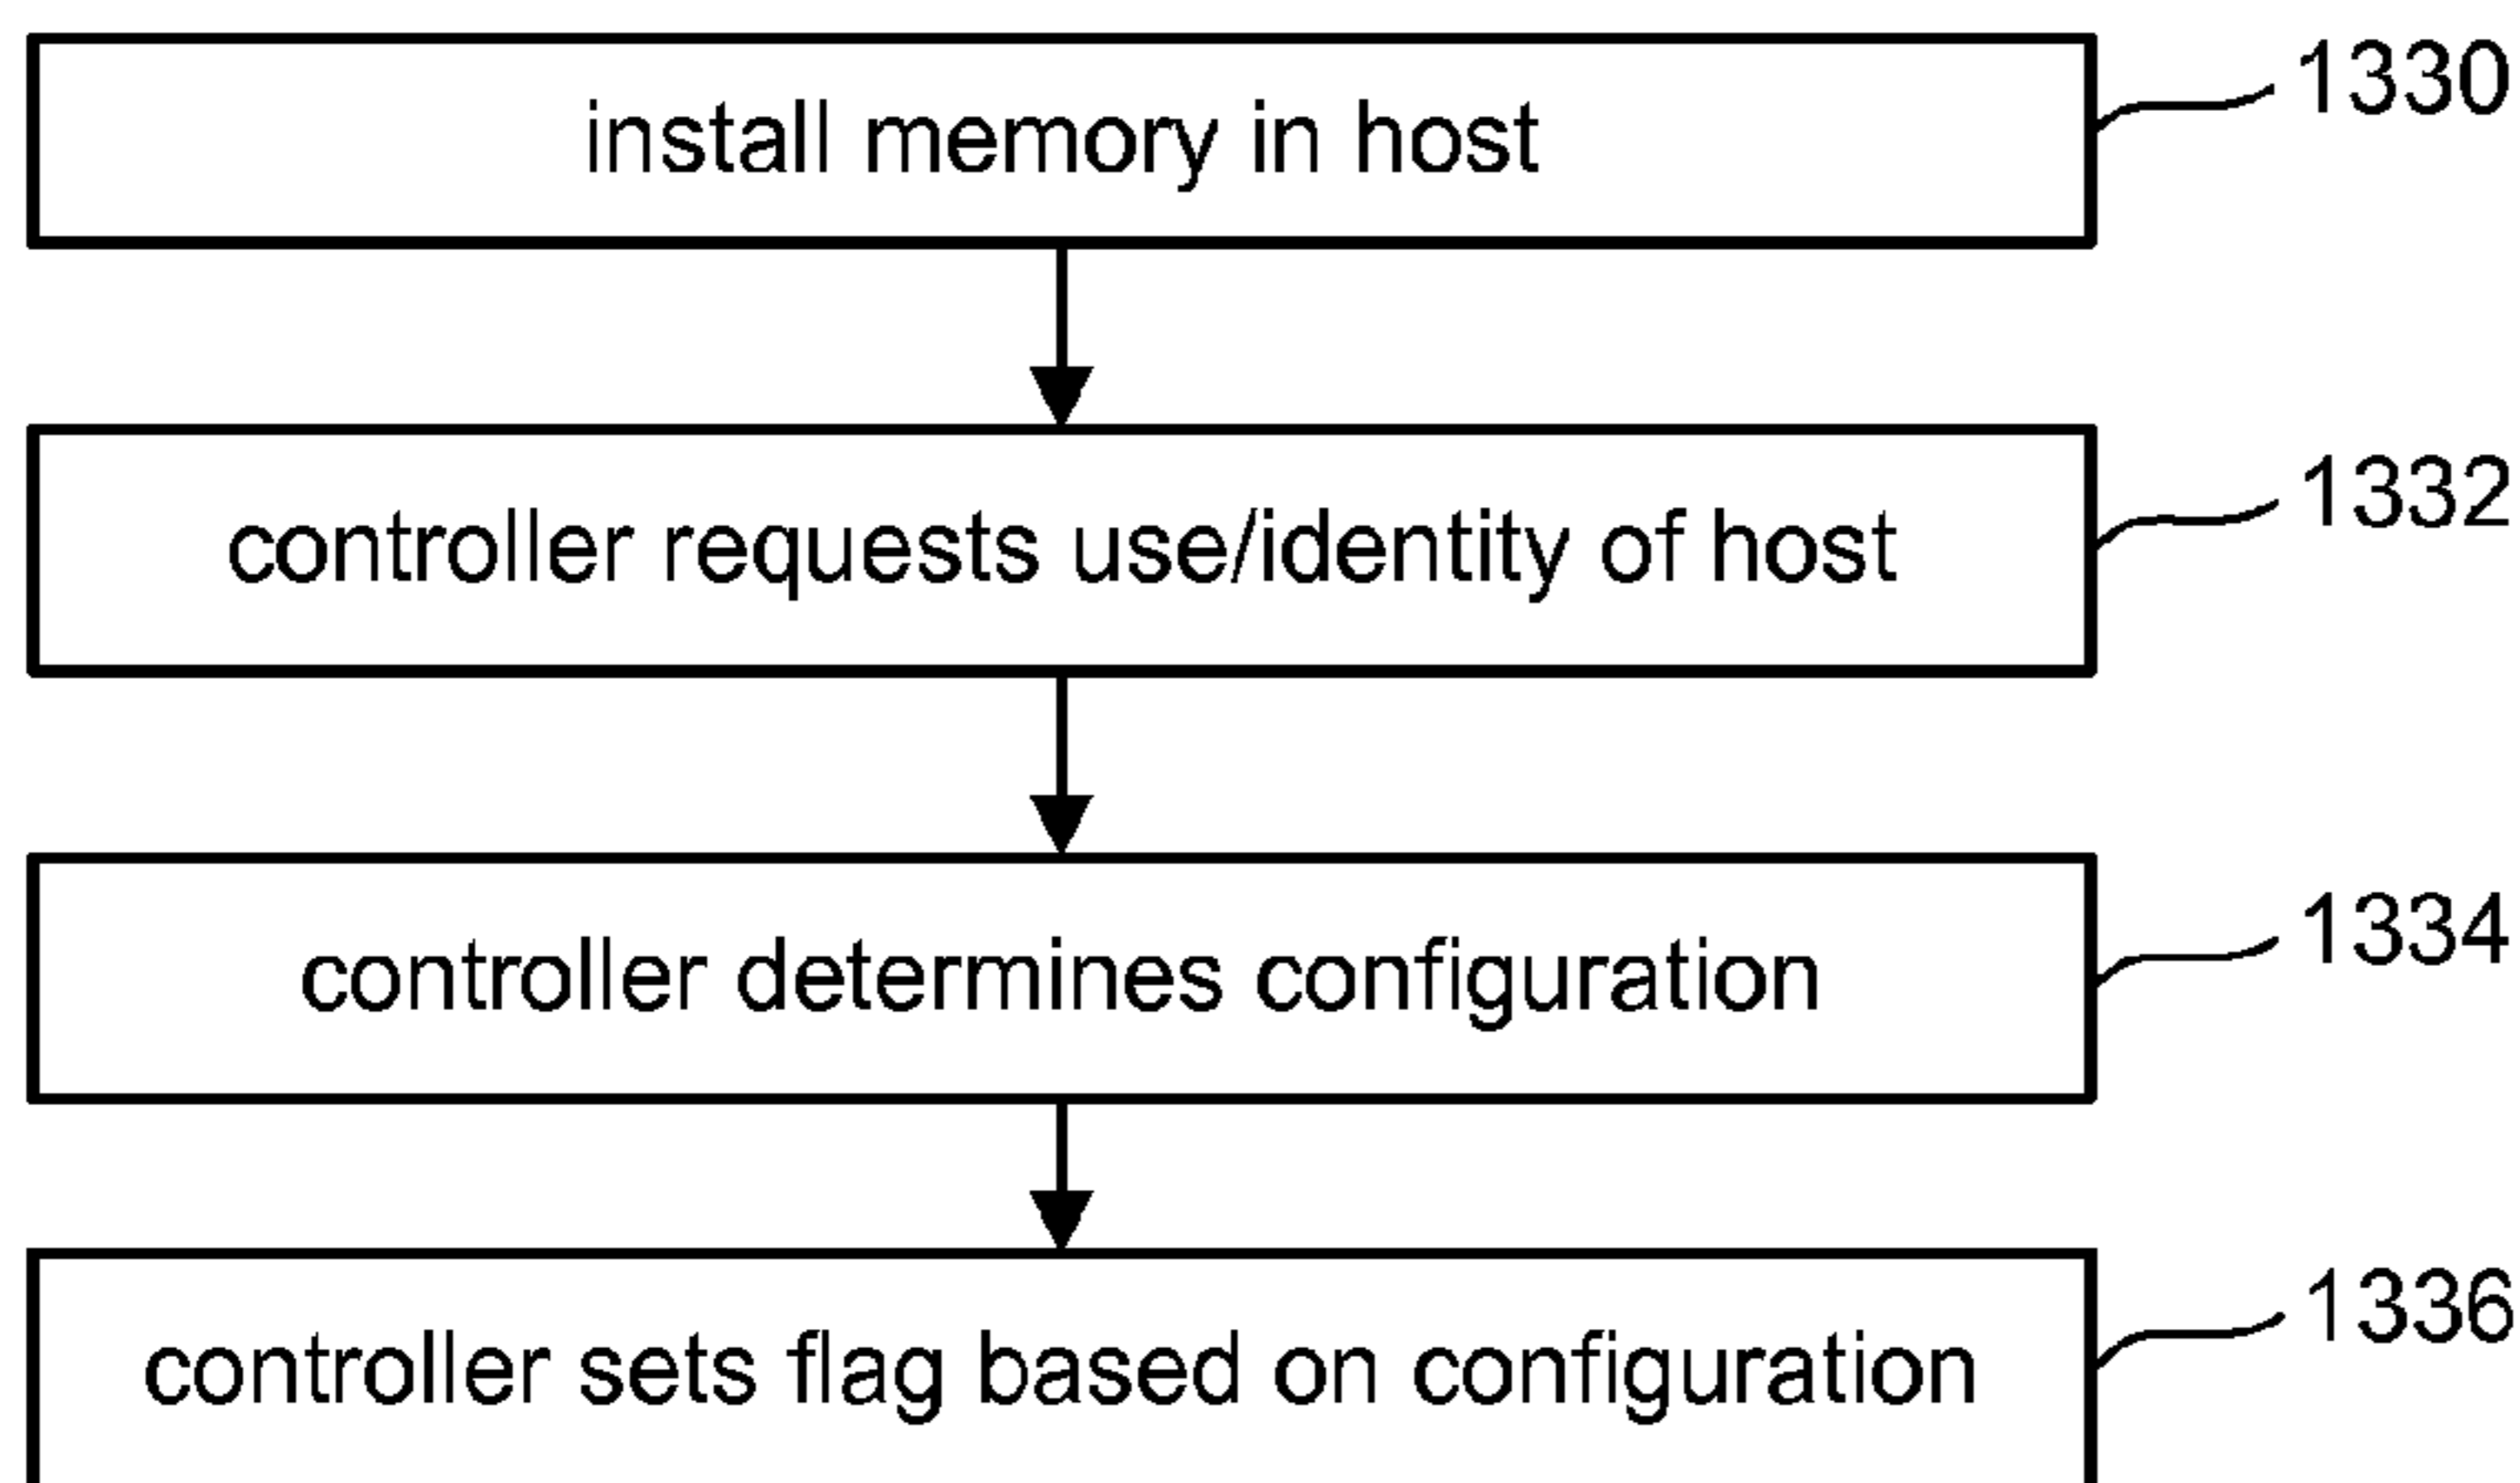 install memory in host
1330
controller requests use/identity of host
1332
controller determines configuration
1334
controller sets flag based on configuration
1336